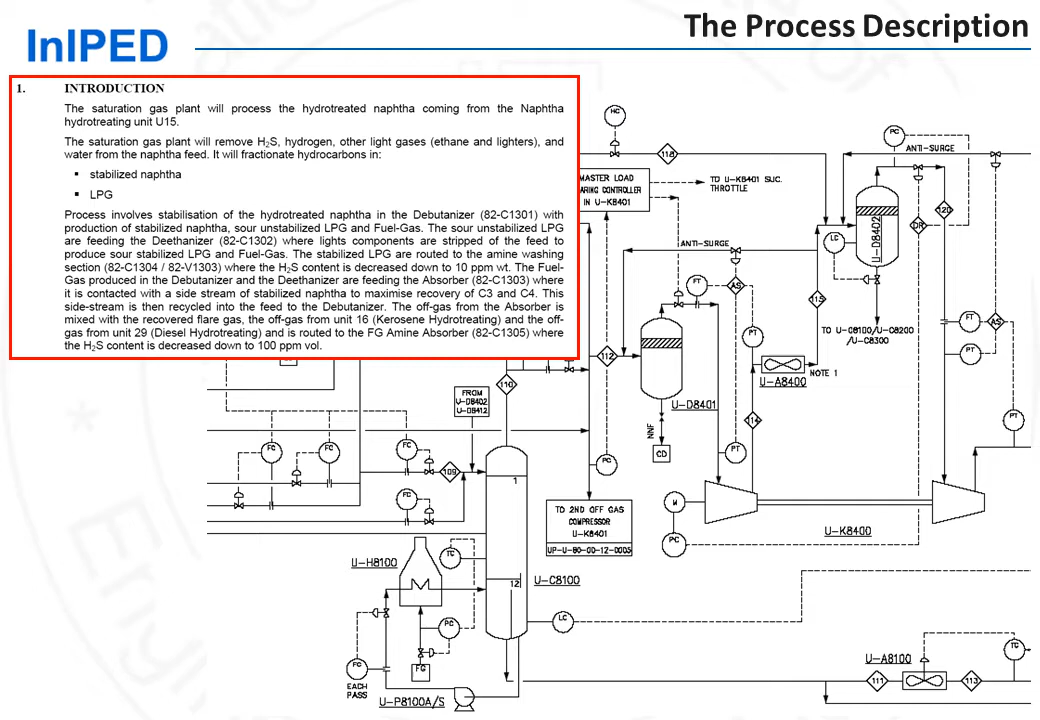 The Process Description
InIPED
1. INTRODUCTION
The saturation gas plant will process the hydrotreated naphtha coming from the Naphtha
hydrotreating unit U15.
The saturation gas plant will remove H₂S, hydrogen, other light gases (ethane and lighters), and
water from the naphtha feed. It will fractionate hydrocarbons in:
▪ stabilized naphtha
▪ LPG
Process involves stabilisation of the hydrotreated naphtha in the Debutanizer (82-C1301) with
production of stabilized naphtha, sour unstabilized LPG and Fuel-Gas. The sour unstabilized LPG
are feeding the Deethanizer (82-C1302) where lights components are stripped of the feed to
produce sour stabilized LPG and Fuel-Gas. The stabilized LPG are routed to the amine washing
section (82-C1304 / 82-V1303) where the H₂S content is decreased down to 10 ppm wt. The Fuel-
Gas produced in the Debutanizer and the Deethanizer are feeding the Absorber (82-C1303) where
it is contacted with a side stream of stabilized naphtha to maximise recovery of C3 and C4. This
side-stream is then recycled into the feed to the Debutanizer. The off-gas from the Absorber is
mixed with the recovered flare gas, the off-gas from unit 16 (Kerosene Hydrotreating) and the off-
gas from unit 29 (Diesel Hydrotreating) and is routed to the FG Amine Absorber (82-C1305) where
the H₂S content is decreased down to 100 ppm vol.
HC
118
PC
ANTI-SURGE
MASTER LOAD
ARING CONTROLLER
IN U-K8401
TO U-K8401 SUC.
THROTTLE
120
OR
U-D8402
LC
ANTI-SURGE
FT
AS
115
TO U-C8100/U-C8200
/U-C8300
FT
AS
PT
PT
112
U-A8400
NOTE 1
110
FROM
U-D8402
U-D8412
U-D8401
114
PT
NNF
CD
PT
FC
FC
FC
109
PC
FC
1
M
TO 2ND OFF GAS
COMPRESSOR
U-K8401
UP-U-80-00-12-0005
U-K8400
PC
U-H8100
TC
12
U-C8100
LC
PC
FC
FG
EACH
PASS
U-P8100A/S
U-A8100
TC
111
113